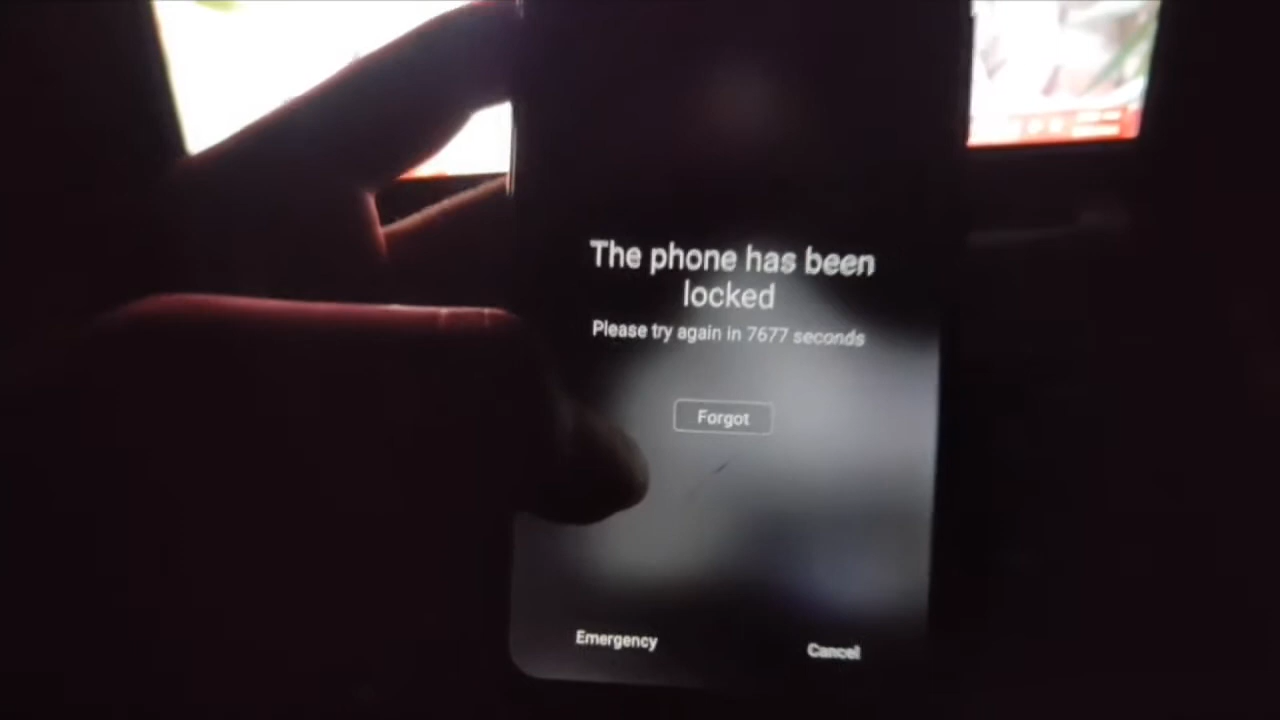 The phone has been
locked
Please try again in 7677 seconds
Forgot
Emergency
Cancel